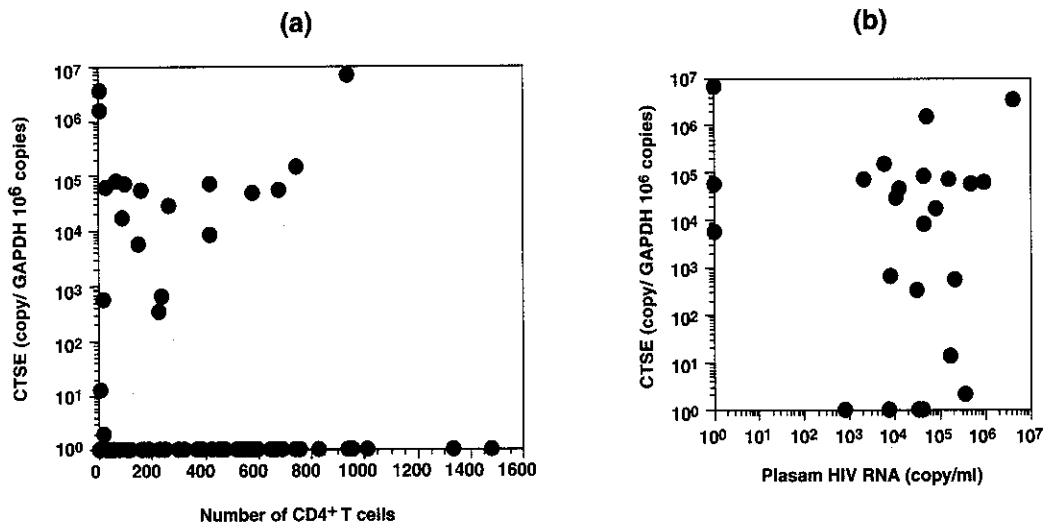 (a)
CTSE (copy/ GAPDH 10⁶ copies)
10⁷
10⁶
10⁵
10⁴
10³
10²
10¹
10⁰
0 200 400 600 800 1000 1200 1400 1600
Number of CD4⁺ T cells
(b)
CTSE (copy/ GAPDH 10⁶ copies)
10⁷
10⁶
10⁵
10⁴
10³
10²
10¹
10⁰
10⁰ 10¹ 10² 10³ 10⁴ 10⁵ 10⁶ 10⁷
Plasam HIV RNA (copy/ml)